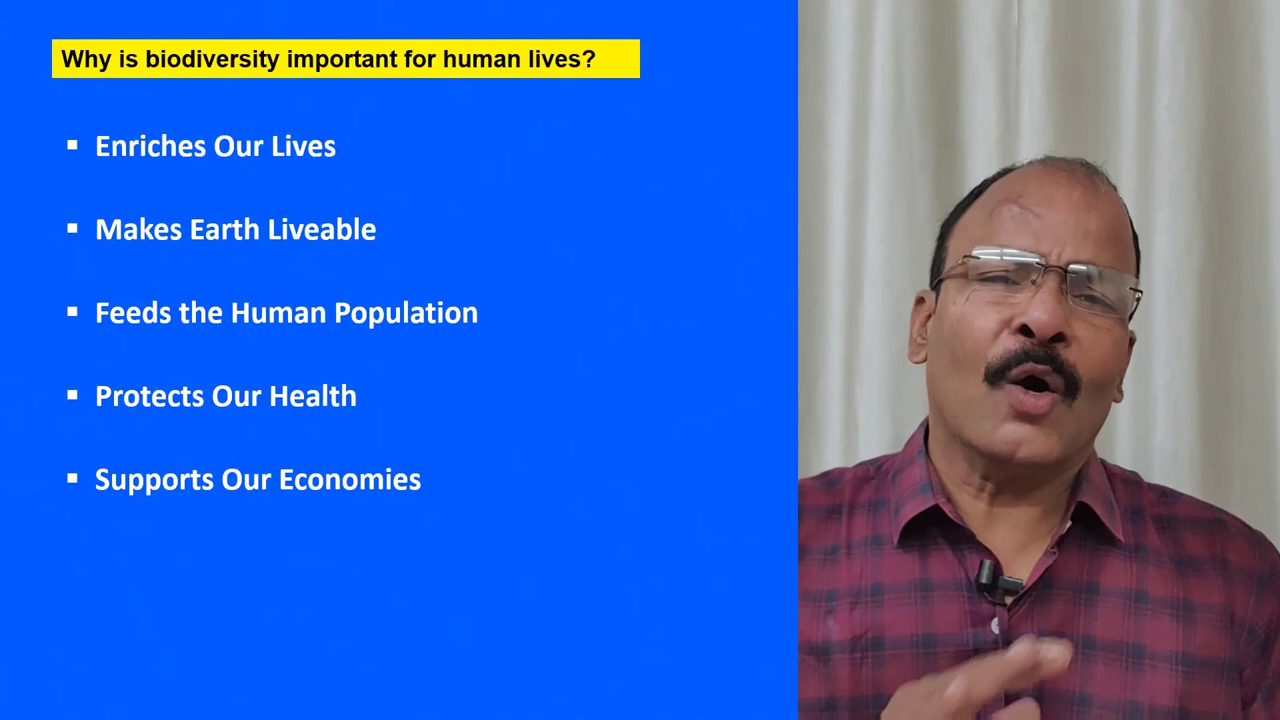 Why is biodiversity important for human lives?
▪ Enriches Our Lives
▪ Makes Earth Liveable
▪ Feeds the Human Population
▪ Protects Our Health
▪ Supports Our Economies